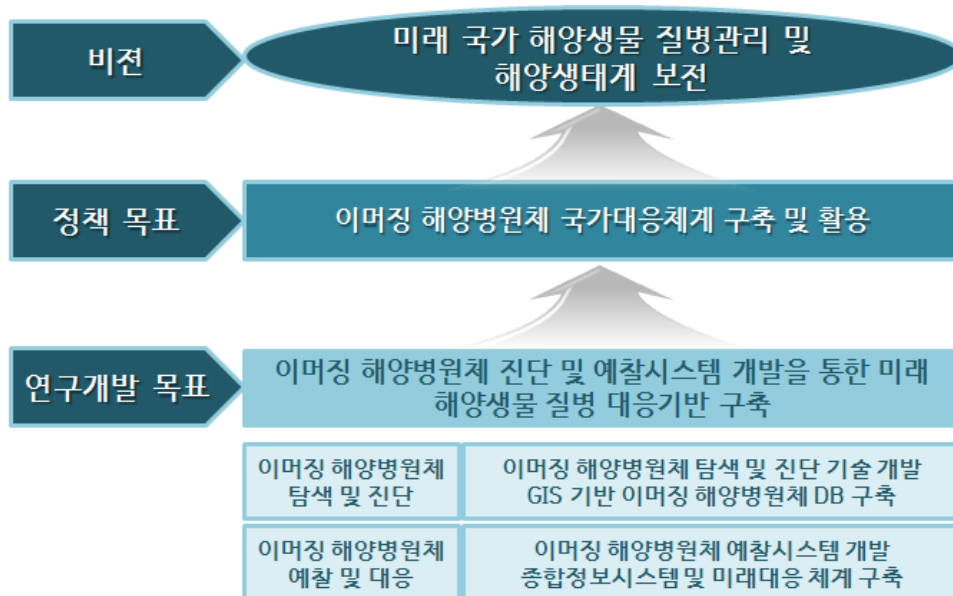 비젼
미래 국가 해양생물 질병관리 및
해양생태계 보전
정책 목표
이머징 해양병원체 국가대응체계 구축 및 활용
연구개발 목표
이머징 해양병원체 진단 및 예찰시스템 개발을 통한 미래
해양생물 질병 대응기반 구축
이머징 해양병원체
탐색 및 진단
이머징 해양병원체 탐색 및 진단 기술 개발
GIS 기반 이머징 해양병원체 DB 구축
이머징 해양병원체
예찰 및 대응
이머징 해양병원체 예찰시스템 개발
종합정보시스템 및 미래대응 체계 구축